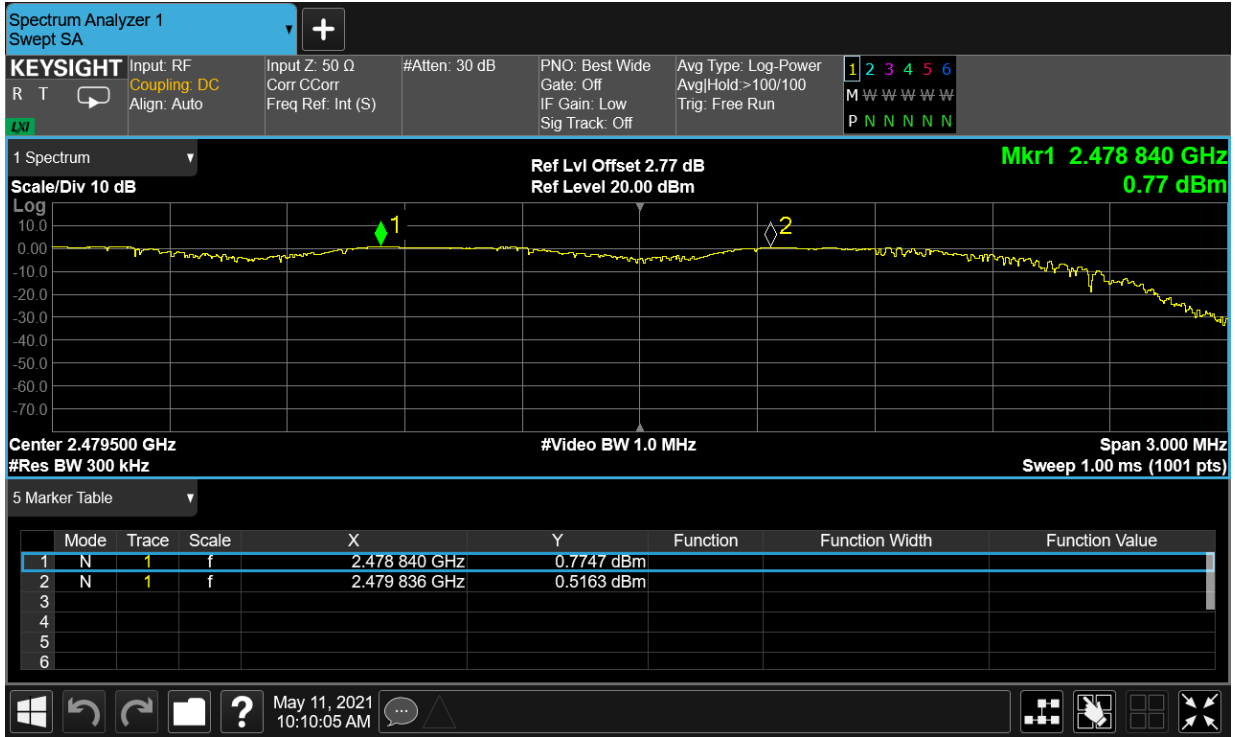 Spectrum Analyzer 1
Swept SA
KEYSIGHT
R T
LXI
Input: RF
Coupling: DC
Align: Auto
Input Z: 50 Ω
Corr CCorr
Freq Ref: Int (S)
#Atten: 30 dB
PNO: Best Wide
Gate: Off
IF Gain: Low
Sig Track: Off
Avg Type: Log-Power
Avg|Hold:>100/100
Trig: Free Run
1 2 3 4 5 6
M W W W W W
P N N N N N
1 Spectrum
Scale/Div 10 dB
Ref Lvl Offset 2.77 dB
Ref Level 20.00 dBm
Mkr1 2.478 840 GHz
0.77 dBm
Log
10.0
0.00
-10.0
-20.0
-30.0
-40.0
-50.0
-60.0
-70.0
1
2
Center 2.479500 GHz
#Video BW 1.0 MHz
Span 3.000 MHz
#Res BW 300 kHz
Sweep 1.00 ms (1001 pts)
5 Marker Table
Mode Trace Scale X Y Function Function Width Function Value
1 N 1 f 2.478 840 GHz 0.7747 dBm
2 N 1 f 2.479 836 GHz 0.5163 dBm
3
4
5
6
?
May 11, 2021
10:10:05 AM